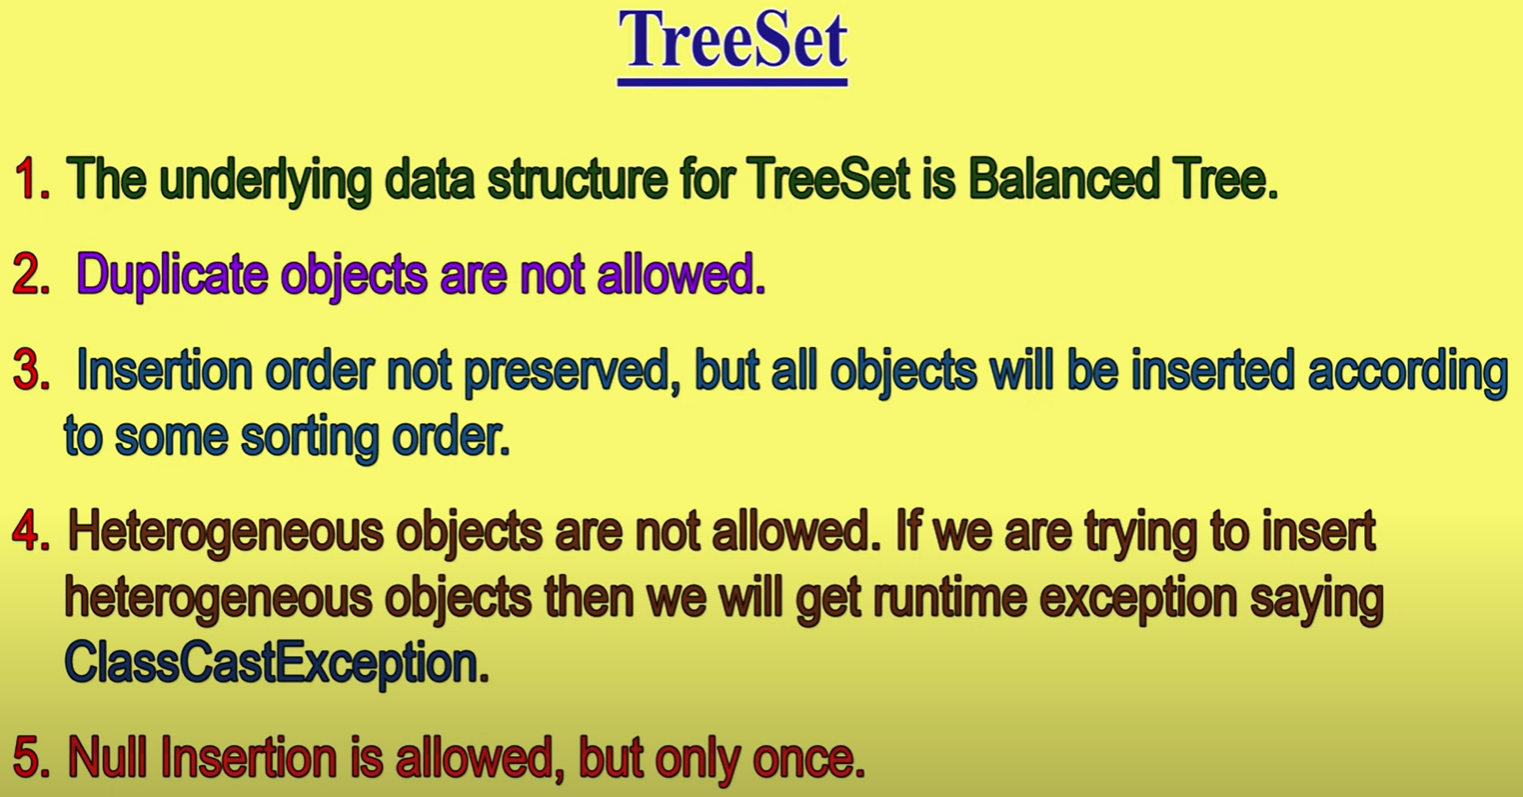 TreeSet
1. The underlying data structure for TreeSet is Balanced Tree.
2. Duplicate objects are not allowed.
3. Insertion order not preserved, but all objects will be inserted according
to some sorting order.
4. Heterogeneous objects are not allowed. If we are trying to insert
heterogeneous objects then we will get runtime exception saying
ClassCastException.
5. Null Insertion is allowed, but only once.